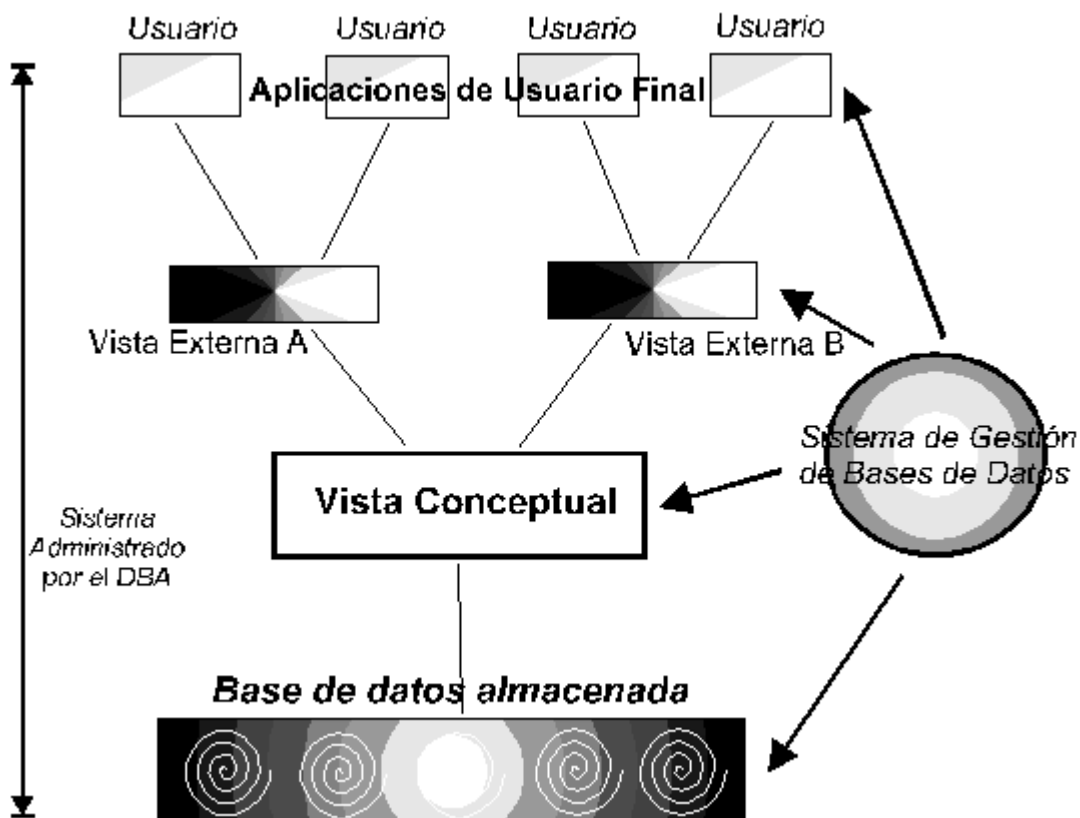 Usuario
Usuario
Usuario
Usuario
Aplicaciones de Usuario Final
Vista Externa A
Vista Externa B
Sistema de Gestión
de Bases de Datos
Vista Conceptual
Sistema
Administrado
por el DBA
Base de datos almacenada